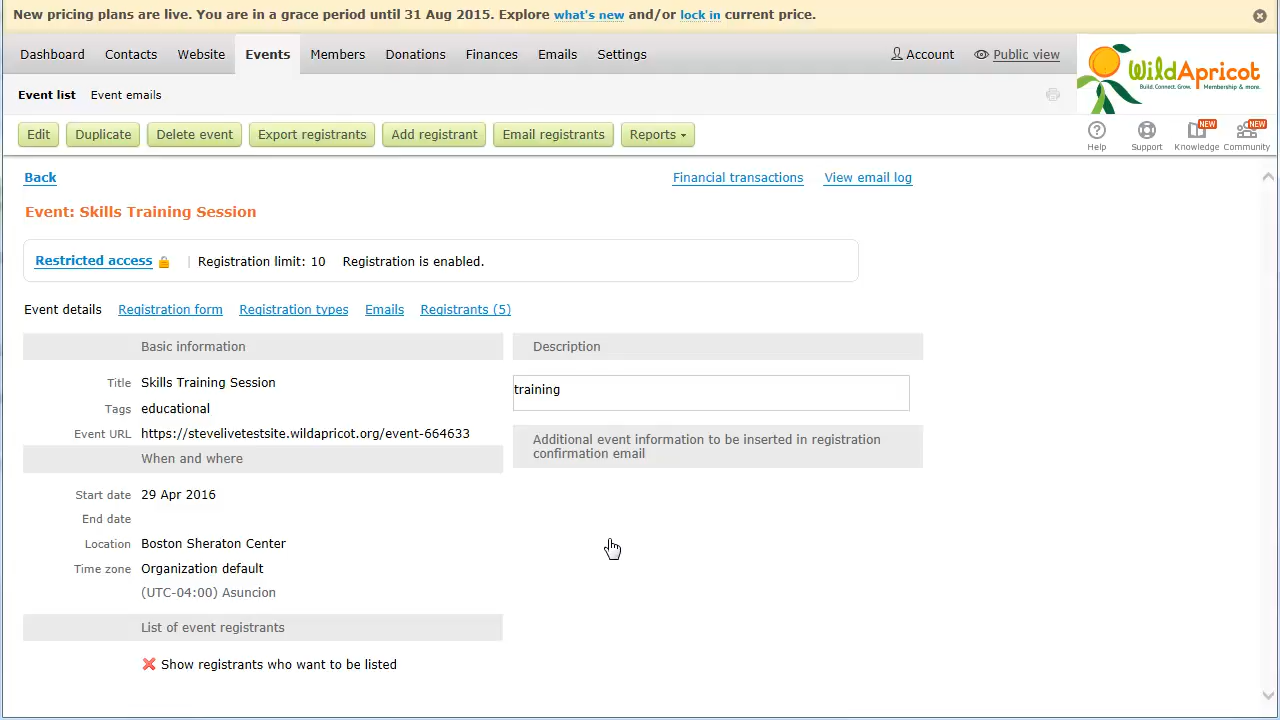 New pricing plans are live. You are in a grace period until 31 Aug 2015. Explore what's new and/or lock in current price.
Dashboard Contacts Website Events Members Donations Finances Emails Settings Account Public view
WildApricot
Build. Connect. Grow. Membership & more.
Event list Event emails
Edit Duplicate Delete event Export registrants Add registrant Email registrants Reports
NEW NEW
Help Support Knowledge Community
Back Financial transactions View email log
Event: Skills Training Session
Restricted access | Registration limit: 10 Registration is enabled.
Event details Registration form Registration types Emails Registrants (5)
Basic information Description
Title Skills Training Session
training
Tags educational
Event URL https://stevelivetestsite.wildapricot.org/event-664633
Additional event information to be inserted in registration
confirmation email
When and where
Start date 29 Apr 2016
End date
Location Boston Sheraton Center
Time zone Organization default
(UTC-04:00) Asuncion
List of event registrants
Show registrants who want to be listed